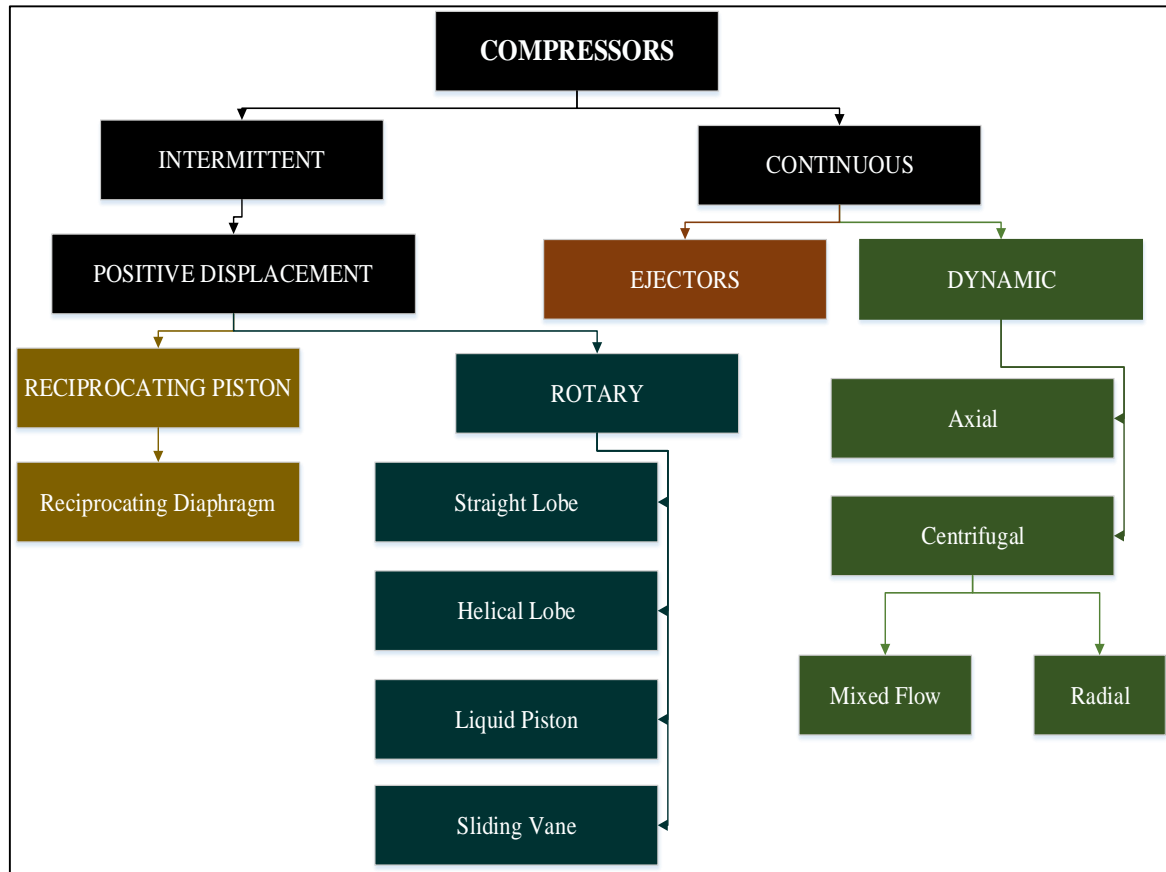 COMPRESSORS
INTERMITTENT
CONTINUOUS
POSITIVE DISPLACEMENT
EJECTORS
DYNAMIC
RECIPROCATING PISTON
ROTARY
Axial
Reciprocating Diaphragm
Straight Lobe
Centrifugal
Helical Lobe
Mixed Flow
Radial
Liquid Piston
Sliding Vane